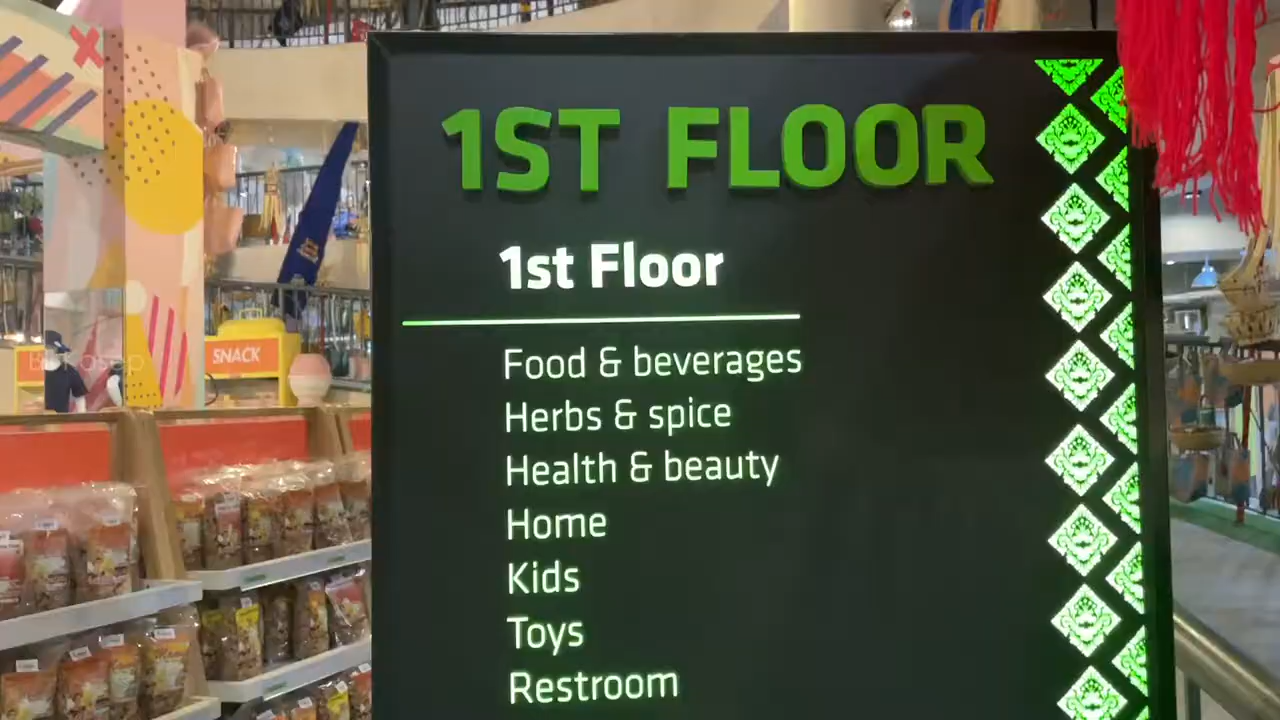 1ST FLOOR
1st Floor
Food & beverages
Herbs & spice
Health & beauty
Home
Kids
Toys
Restroom
SNACK